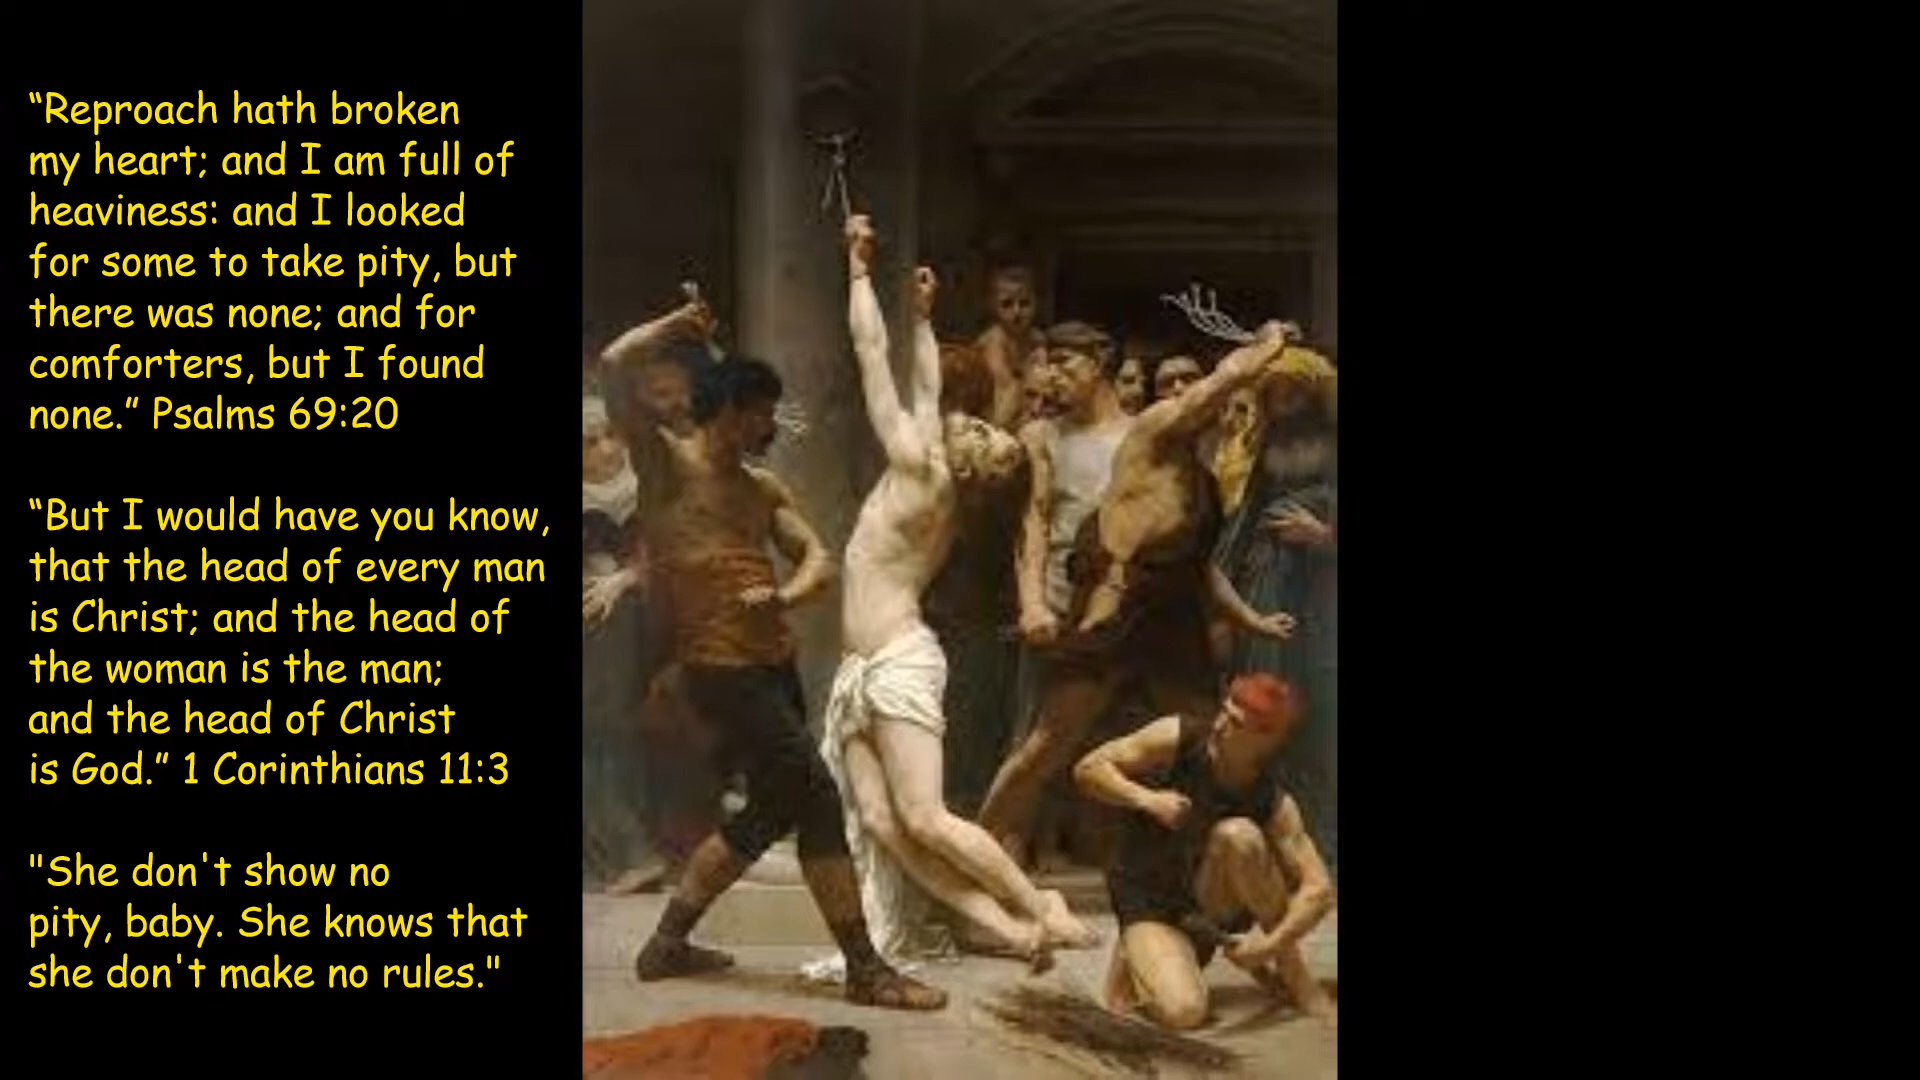 “Reproach hath broken
my heart; and I am full of
heaviness: and I looked
for some to take pity, but
there was none; and for
comforters, but I found
none.” Psalms 69:20
“But I would have you know,
that the head of every man
is Christ; and the head of
the woman is the man;
and the head of Christ
is God.” 1 Corinthians 11:3
"She don't show no
pity, baby. She knows that
she don't make no rules."